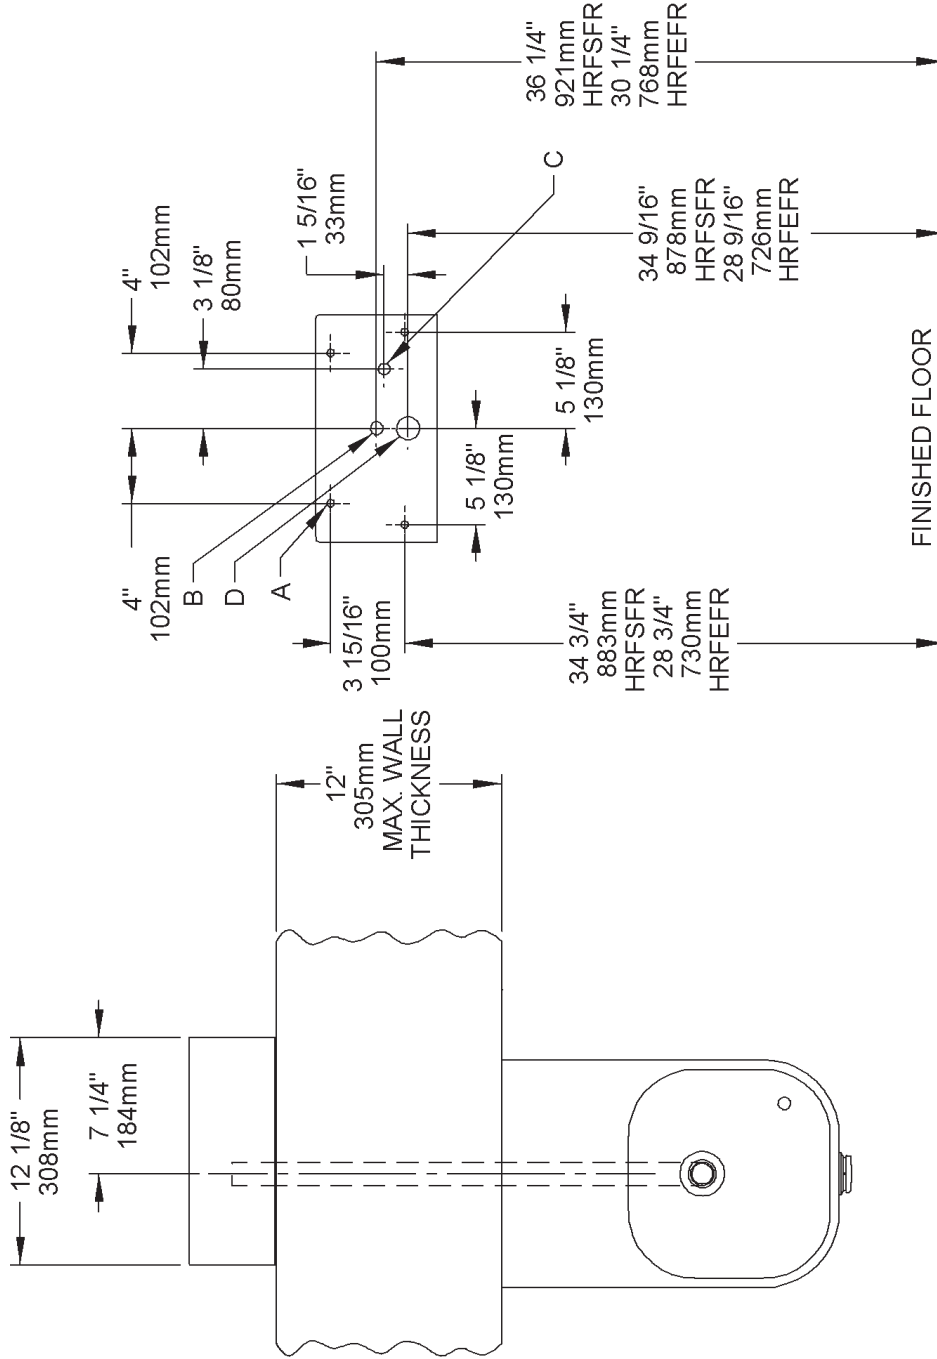 12 1/8"
308mm
7 1/4"
184mm
12"
305mm
MAX. WALL
THICKNESS
4"
102mm
4"
102mm
3 1/8"
80mm
B
D
A
1 5/16"
33mm
C
3 15/16"
100mm
5 1/8"
130mm
5 1/8"
130mm
34 3/4"
883mm
HRFSFR
28 3/4"
730mm
HRFEFR
34 9/16"
878mm
HRFSFR
28 9/16"
726mm
HRFEFR
36 1/4"
921mm
HRFSFR
30 1/4"
768mm
HRFEFR
FINISHED FLOOR